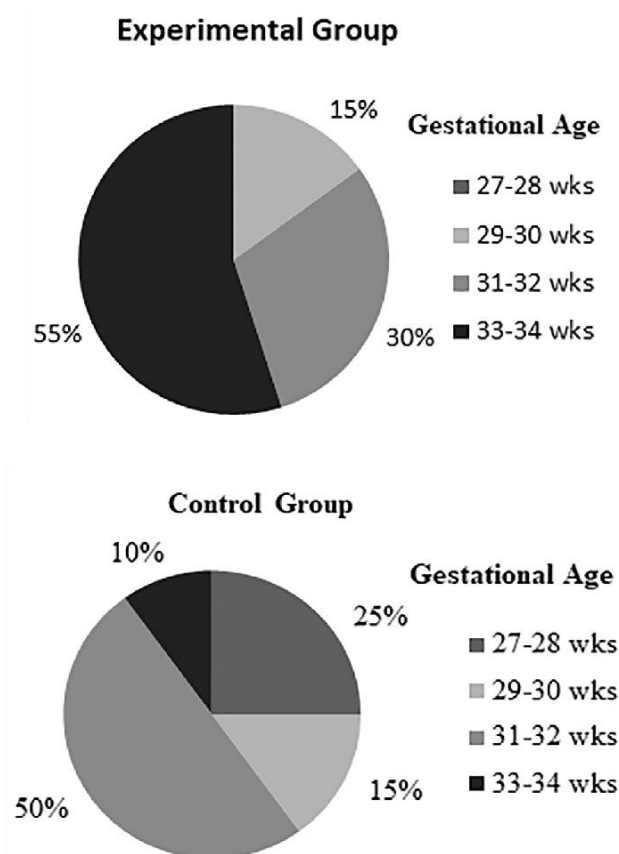 Experimental Group
15%
Gestational Age
27-28 wks
29-30 wks
31-32 wks
33-34 wks
55%
30%
Control Group
10%
Gestational Age
25%
27-28 wks
29-30 wks
31-32 wks
33-34 wks
15%
50%